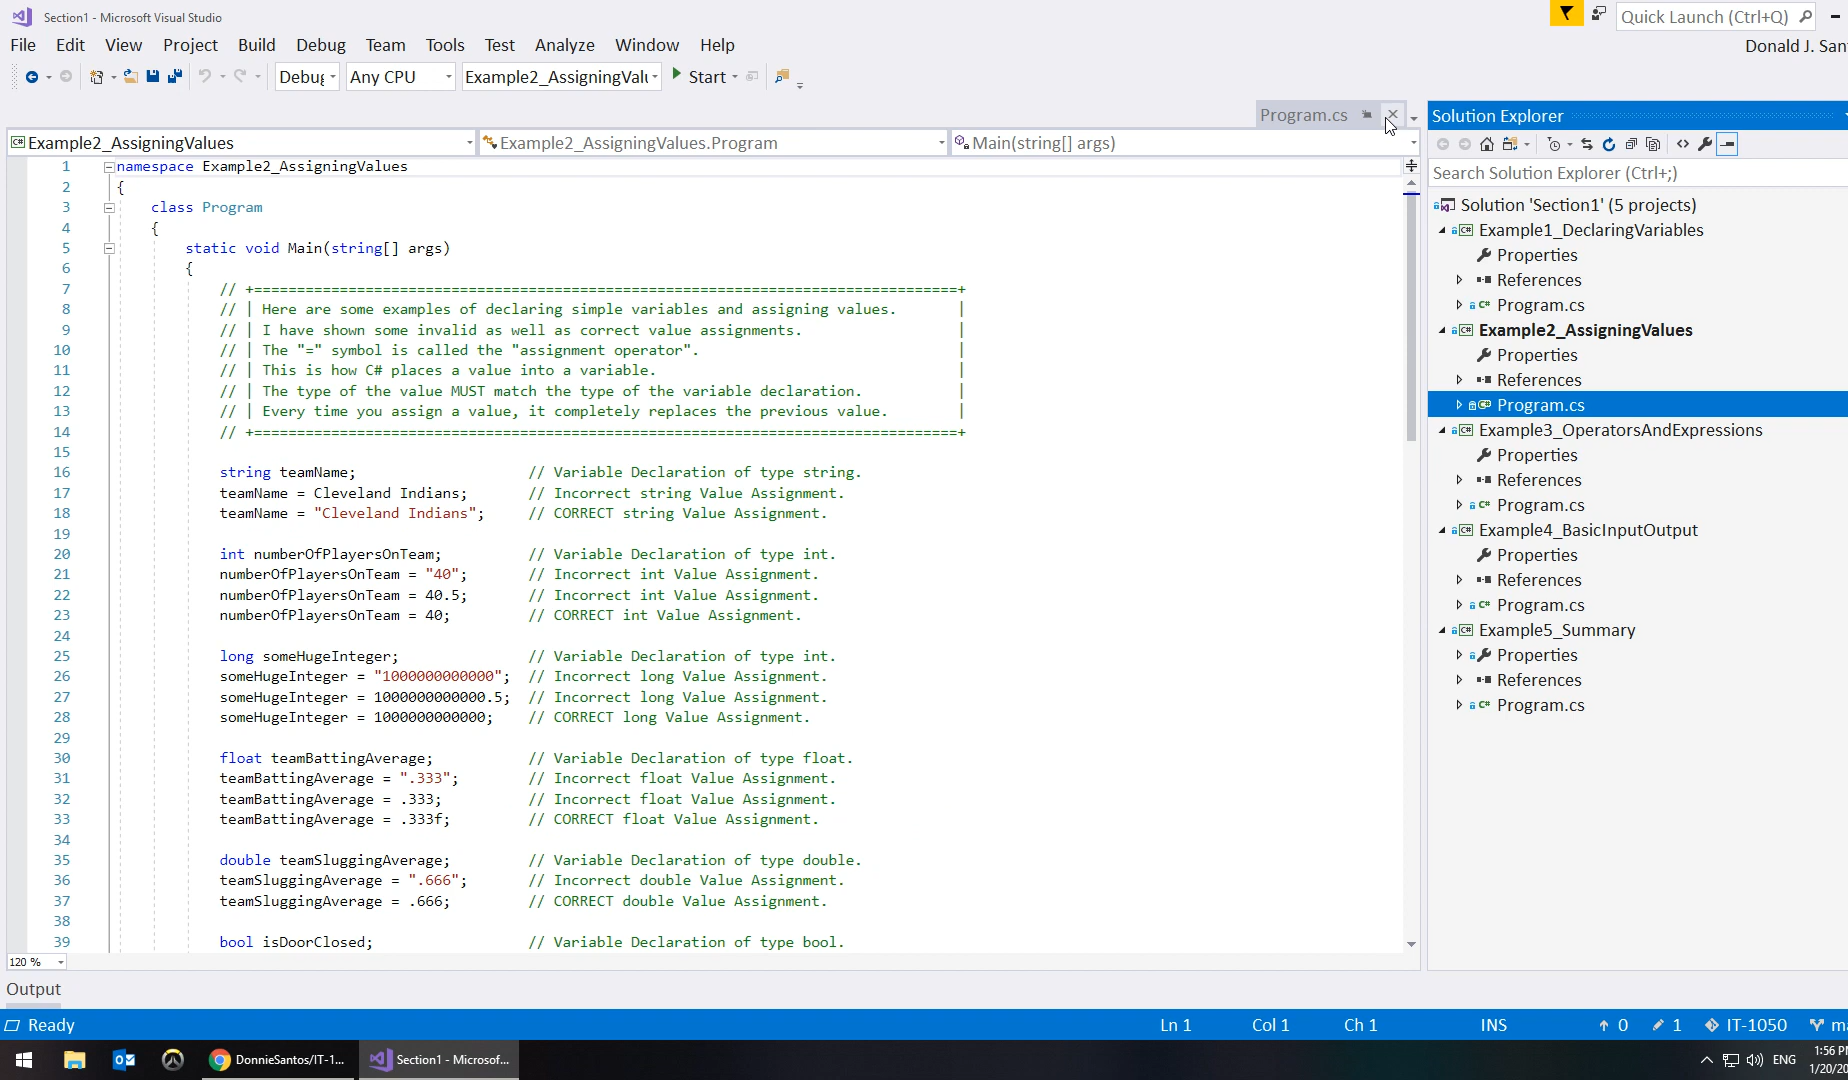 Section1 - Microsoft Visual Studio
Quick Launch (Ctrl+Q)
File Edit View Project Build Debug Team Tools Test Analyze Window Help
Donald J. San
Debug Any CPU Example2_AssigningValu Start
Program.cs
Solution Explorer
Example2_AssigningValues Example2_AssigningValues.Program Main(string[] args)
Search Solution Explorer (Ctrl+;)
1 namespace Example2_AssigningValues
2 {
3 class Program
4 {
5 static void Main(string[] args)
6 {
7 // +==================================================================================+
8 // | Here are some examples of declaring simple variables and assigning values. |
9 // | I have shown some invalid as well as correct value assignments. |
10 // | The "=" symbol is called the "assignment operator". |
11 // | This is how C# places a value into a variable. |
12 // | The type of the value MUST match the type of the variable declaration. |
13 // | Every time you assign a value, it completely replaces the previous value. |
14 // +==================================================================================+
15
16 string teamName; // Variable Declaration of type string.
17 teamName = Cleveland Indians; // Incorrect string Value Assignment.
18 teamName = "Cleveland Indians"; // CORRECT string Value Assignment.
19
20 int numberOfPlayersOnTeam; // Variable Declaration of type int.
21 numberOfPlayersOnTeam = "40"; // Incorrect int Value Assignment.
22 numberOfPlayersOnTeam = 40.5; // Incorrect int Value Assignment.
23 numberOfPlayersOnTeam = 40; // CORRECT int Value Assignment.
24
25 long someHugeInteger; // Variable Declaration of type int.
26 someHugeInteger = "1000000000000"; // Incorrect long Value Assignment.
27 someHugeInteger = 1000000000000.5; // Incorrect long Value Assignment.
28 someHugeInteger = 1000000000000; // CORRECT long Value Assignment.
29
30 float teamBattingAverage; // Variable Declaration of type float.
31 teamBattingAverage = ".333"; // Incorrect float Value Assignment.
32 teamBattingAverage = .333; // Incorrect float Value Assignment.
33 teamBattingAverage = .333f; // CORRECT float Value Assignment.
34
35 double teamSluggingAverage; // Variable Declaration of type double.
36 teamSluggingAverage = ".666"; // Incorrect double Value Assignment.
37 teamSluggingAverage = .666; // CORRECT double Value Assignment.
38
39 bool isDoorClosed; // Variable Declaration of type bool.
Solution 'Section1' (5 projects)
Example1_DeclaringVariables
Properties
References
Program.cs
Example2_AssigningValues
Properties
References
Program.cs
Example3_OperatorsAndExpressions
Properties
References
Program.cs
Example4_BasicInputOutput
Properties
References
Program.cs
Example5_Summary
Properties
References
Program.cs
120 %
Output
Ready Ln 1 Col 1 Ch 1 INS 0 1 IT-1050 ma
DonnieSantos/IT-1... Section1 - Microsof... ENG
1:56 PM
1/20/20